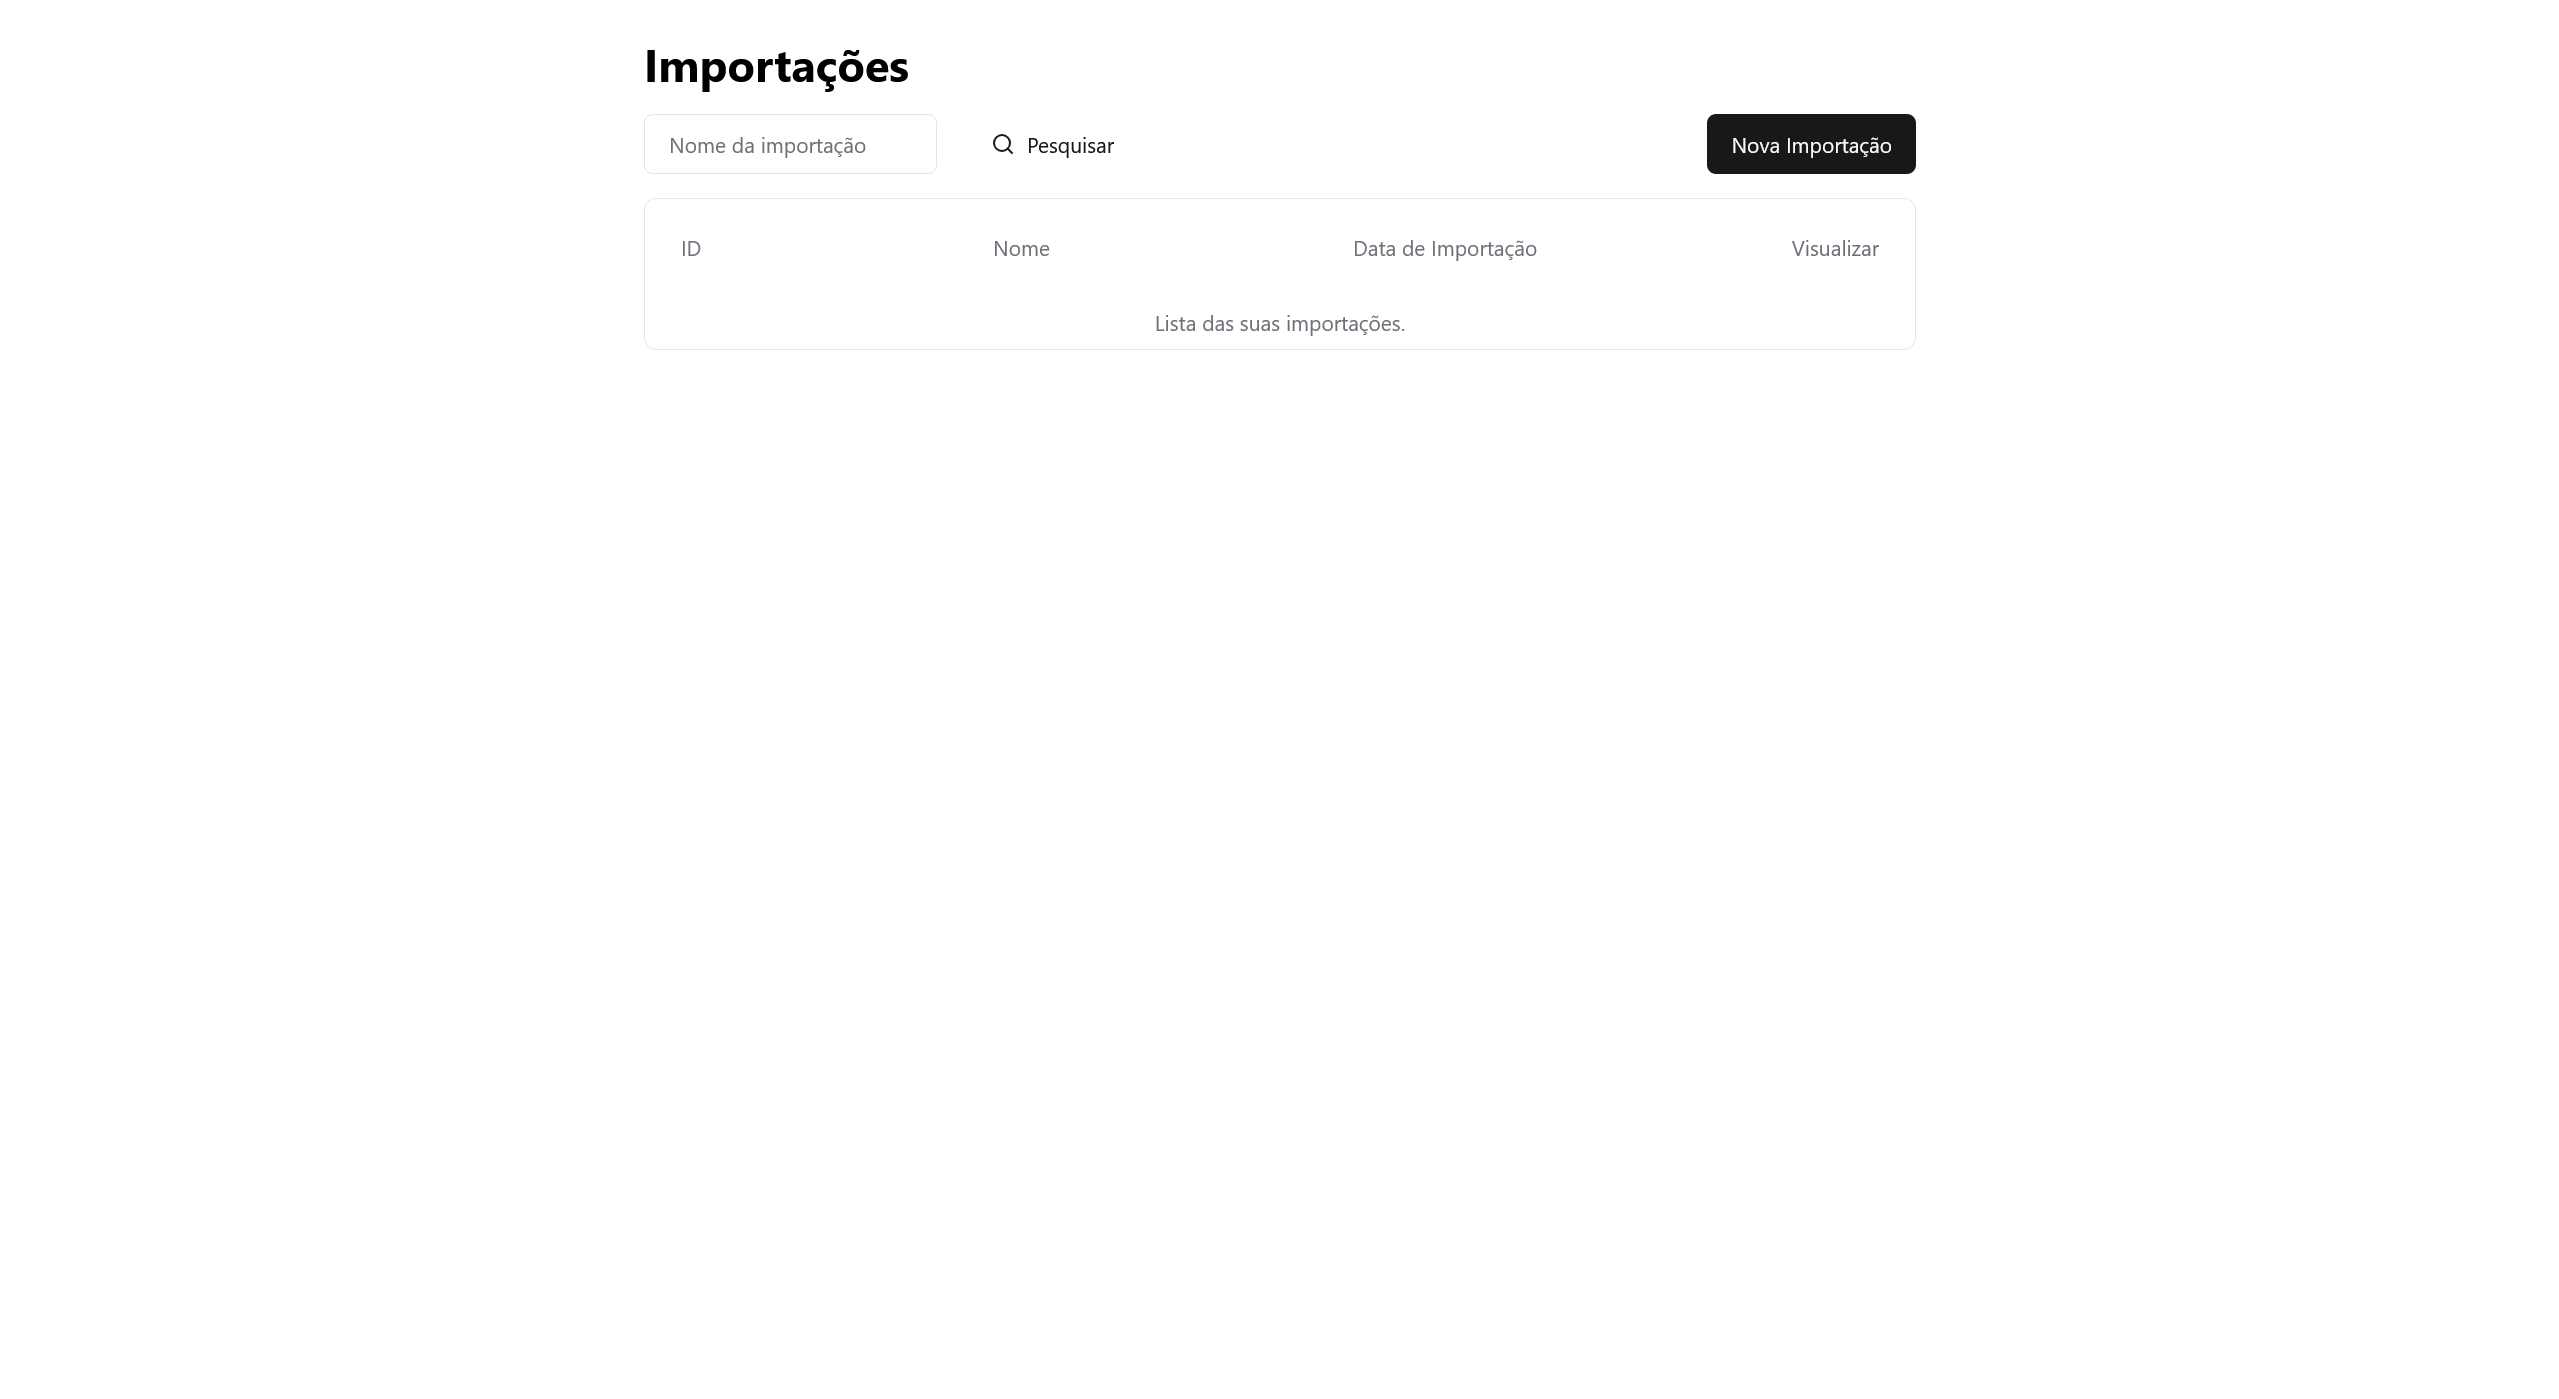 Importações
Nome da importação
Pesquisar
Nova Importação
ID Nome Data de Importação Visualizar
Lista das suas importações.